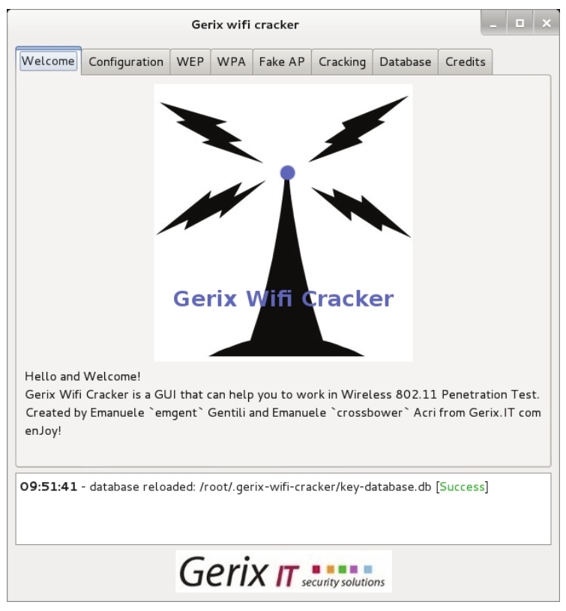 Gerix wifi cracker
Welcome Configuration WEP WPA Fake AP Cracking Database Credits
Gerix Wifi Cracker
Hello and Welcome!
Gerix Wifi Cracker is a GUI that can help you to work in Wireless 802.11 Penetration Test.
Created by Emanuele `emgent` Gentili and Emanuele `crossbower` Acri from Gerix.IT com
enJoy!
09:51:41 - database reloaded: /root/.gerix-wifi-cracker/key-database.db [Success]
Gerix IT security solutions